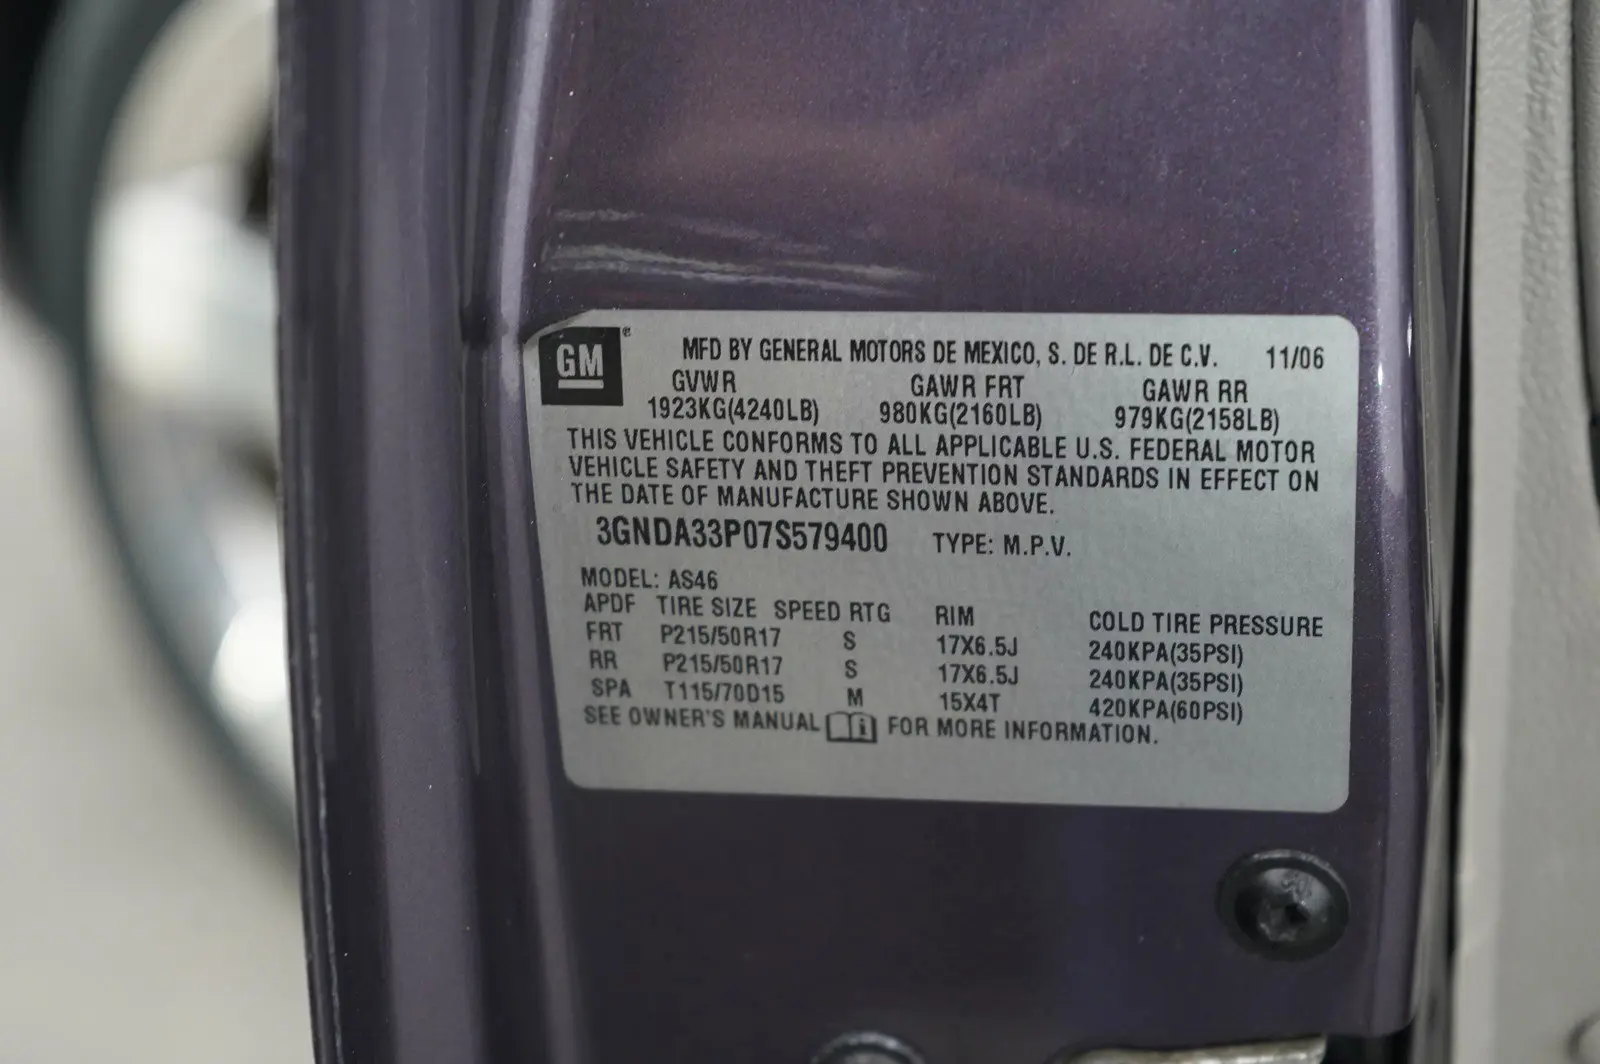 GM ® MFD BY GENERAL MOTORS DE MEXICO, S. DE R.L. DE C.V. 11/06
GVWR GAWR FRT GAWR RR
1923KG(4240LB) 980KG(2160LB) 979KG(2158LB)
THIS VEHICLE CONFORMS TO ALL APPLICABLE U.S. FEDERAL MOTOR
VEHICLE SAFETY AND THEFT PREVENTION STANDARDS IN EFFECT ON
THE DATE OF MANUFACTURE SHOWN ABOVE.
3GNDA33P07S579400 TYPE: M.P.V.
MODEL: AS46
APDF TIRE SIZE SPEED RTG RIM COLD TIRE PRESSURE
FRT P215/50R17 S 17X6.5J 240KPA(35PSI)
RR P215/50R17 S 17X6.5J 240KPA(35PSI)
SPA T115/70D15 M 15X4T 420KPA(60PSI)
SEE OWNER'S MANUAL i FOR MORE INFORMATION.